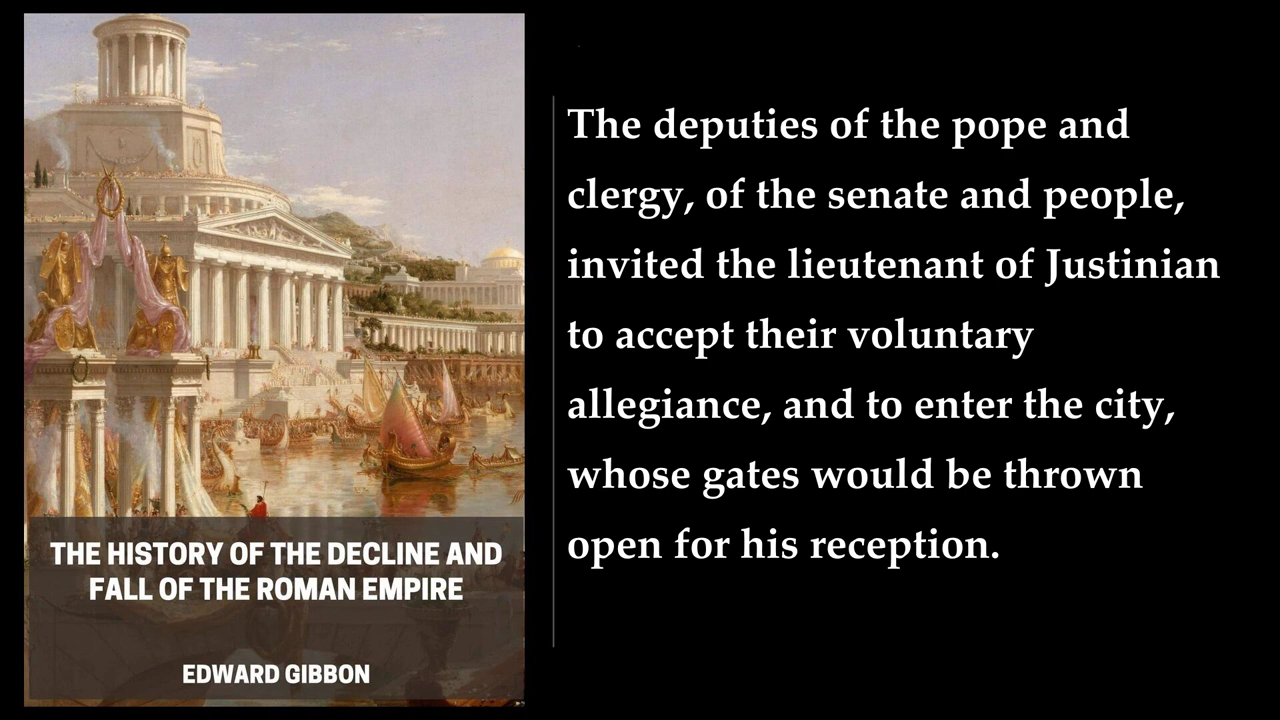 THE HISTORY OF THE DECLINE AND
FALL OF THE ROMAN EMPIRE
EDWARD GIBBON
The deputies of the pope and
clergy, of the senate and people,
invited the lieutenant of Justinian
to accept their voluntary
allegiance, and to enter the city,
whose gates would be thrown
open for his reception.